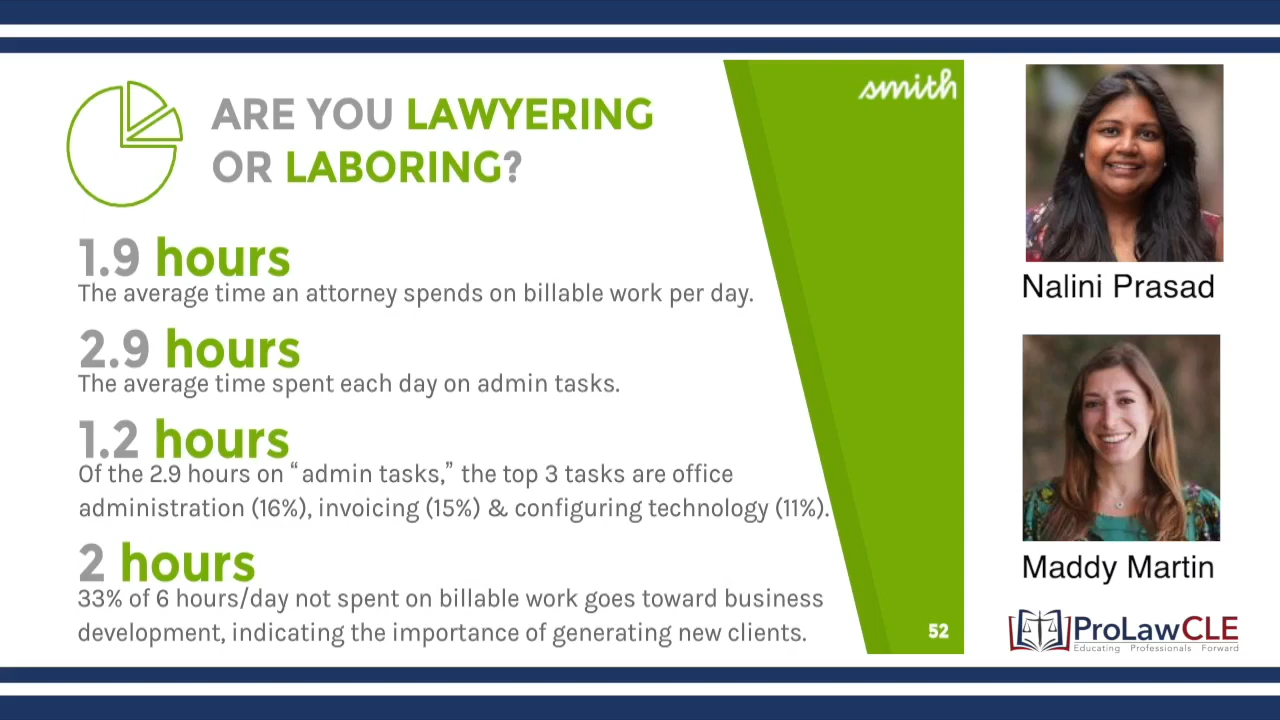 ARE YOU LAWYERING
OR LABORING?
1.9 hours
The average time an attorney spends on billable work per day.
2.9 hours
The average time spent each day on admin tasks.
1.2 hours
Of the 2.9 hours on “admin tasks,” the top 3 tasks are office
administration (16%), invoicing (15%) & configuring technology (11%).
2 hours
33% of 6 hours/day not spent on billable work goes toward business
development, indicating the importance of generating new clients.
smith
52
Nalini Prasad
Maddy Martin
ProLawCLE
Educating Professionals Forward